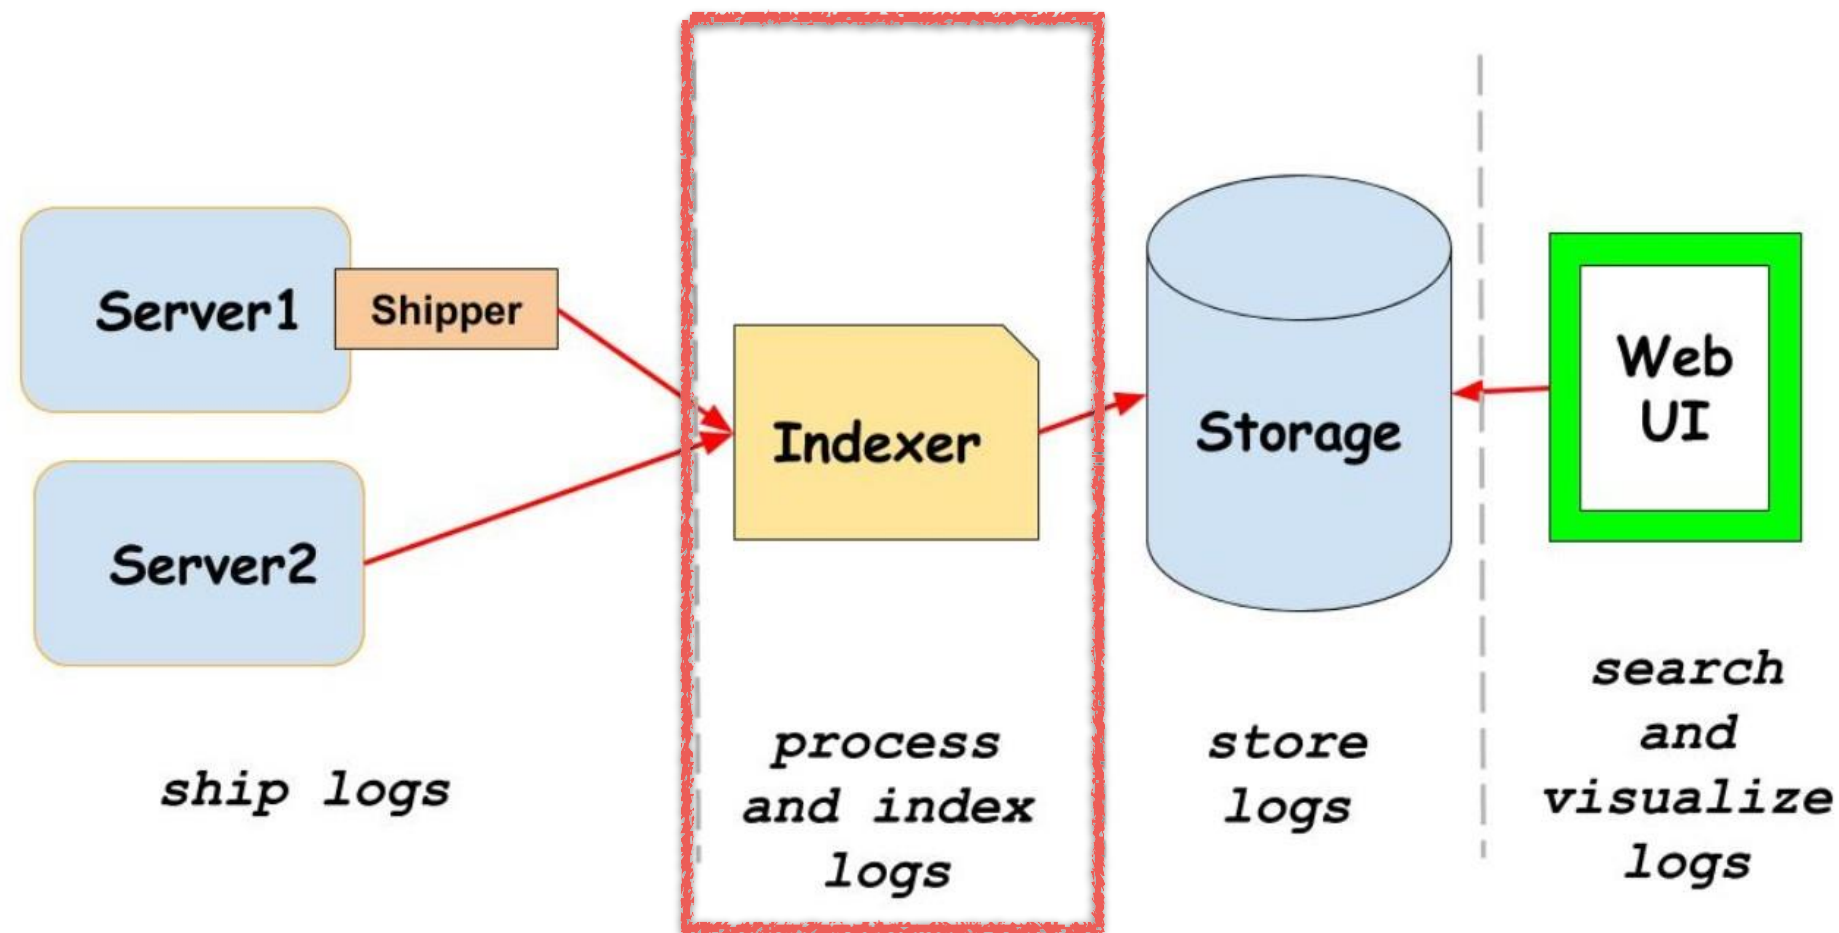 Server1
Shipper
Server2
ship logs
Indexer
process
and index
logs
Storage
store
logs
Web
UI
search
and
visualize
logs